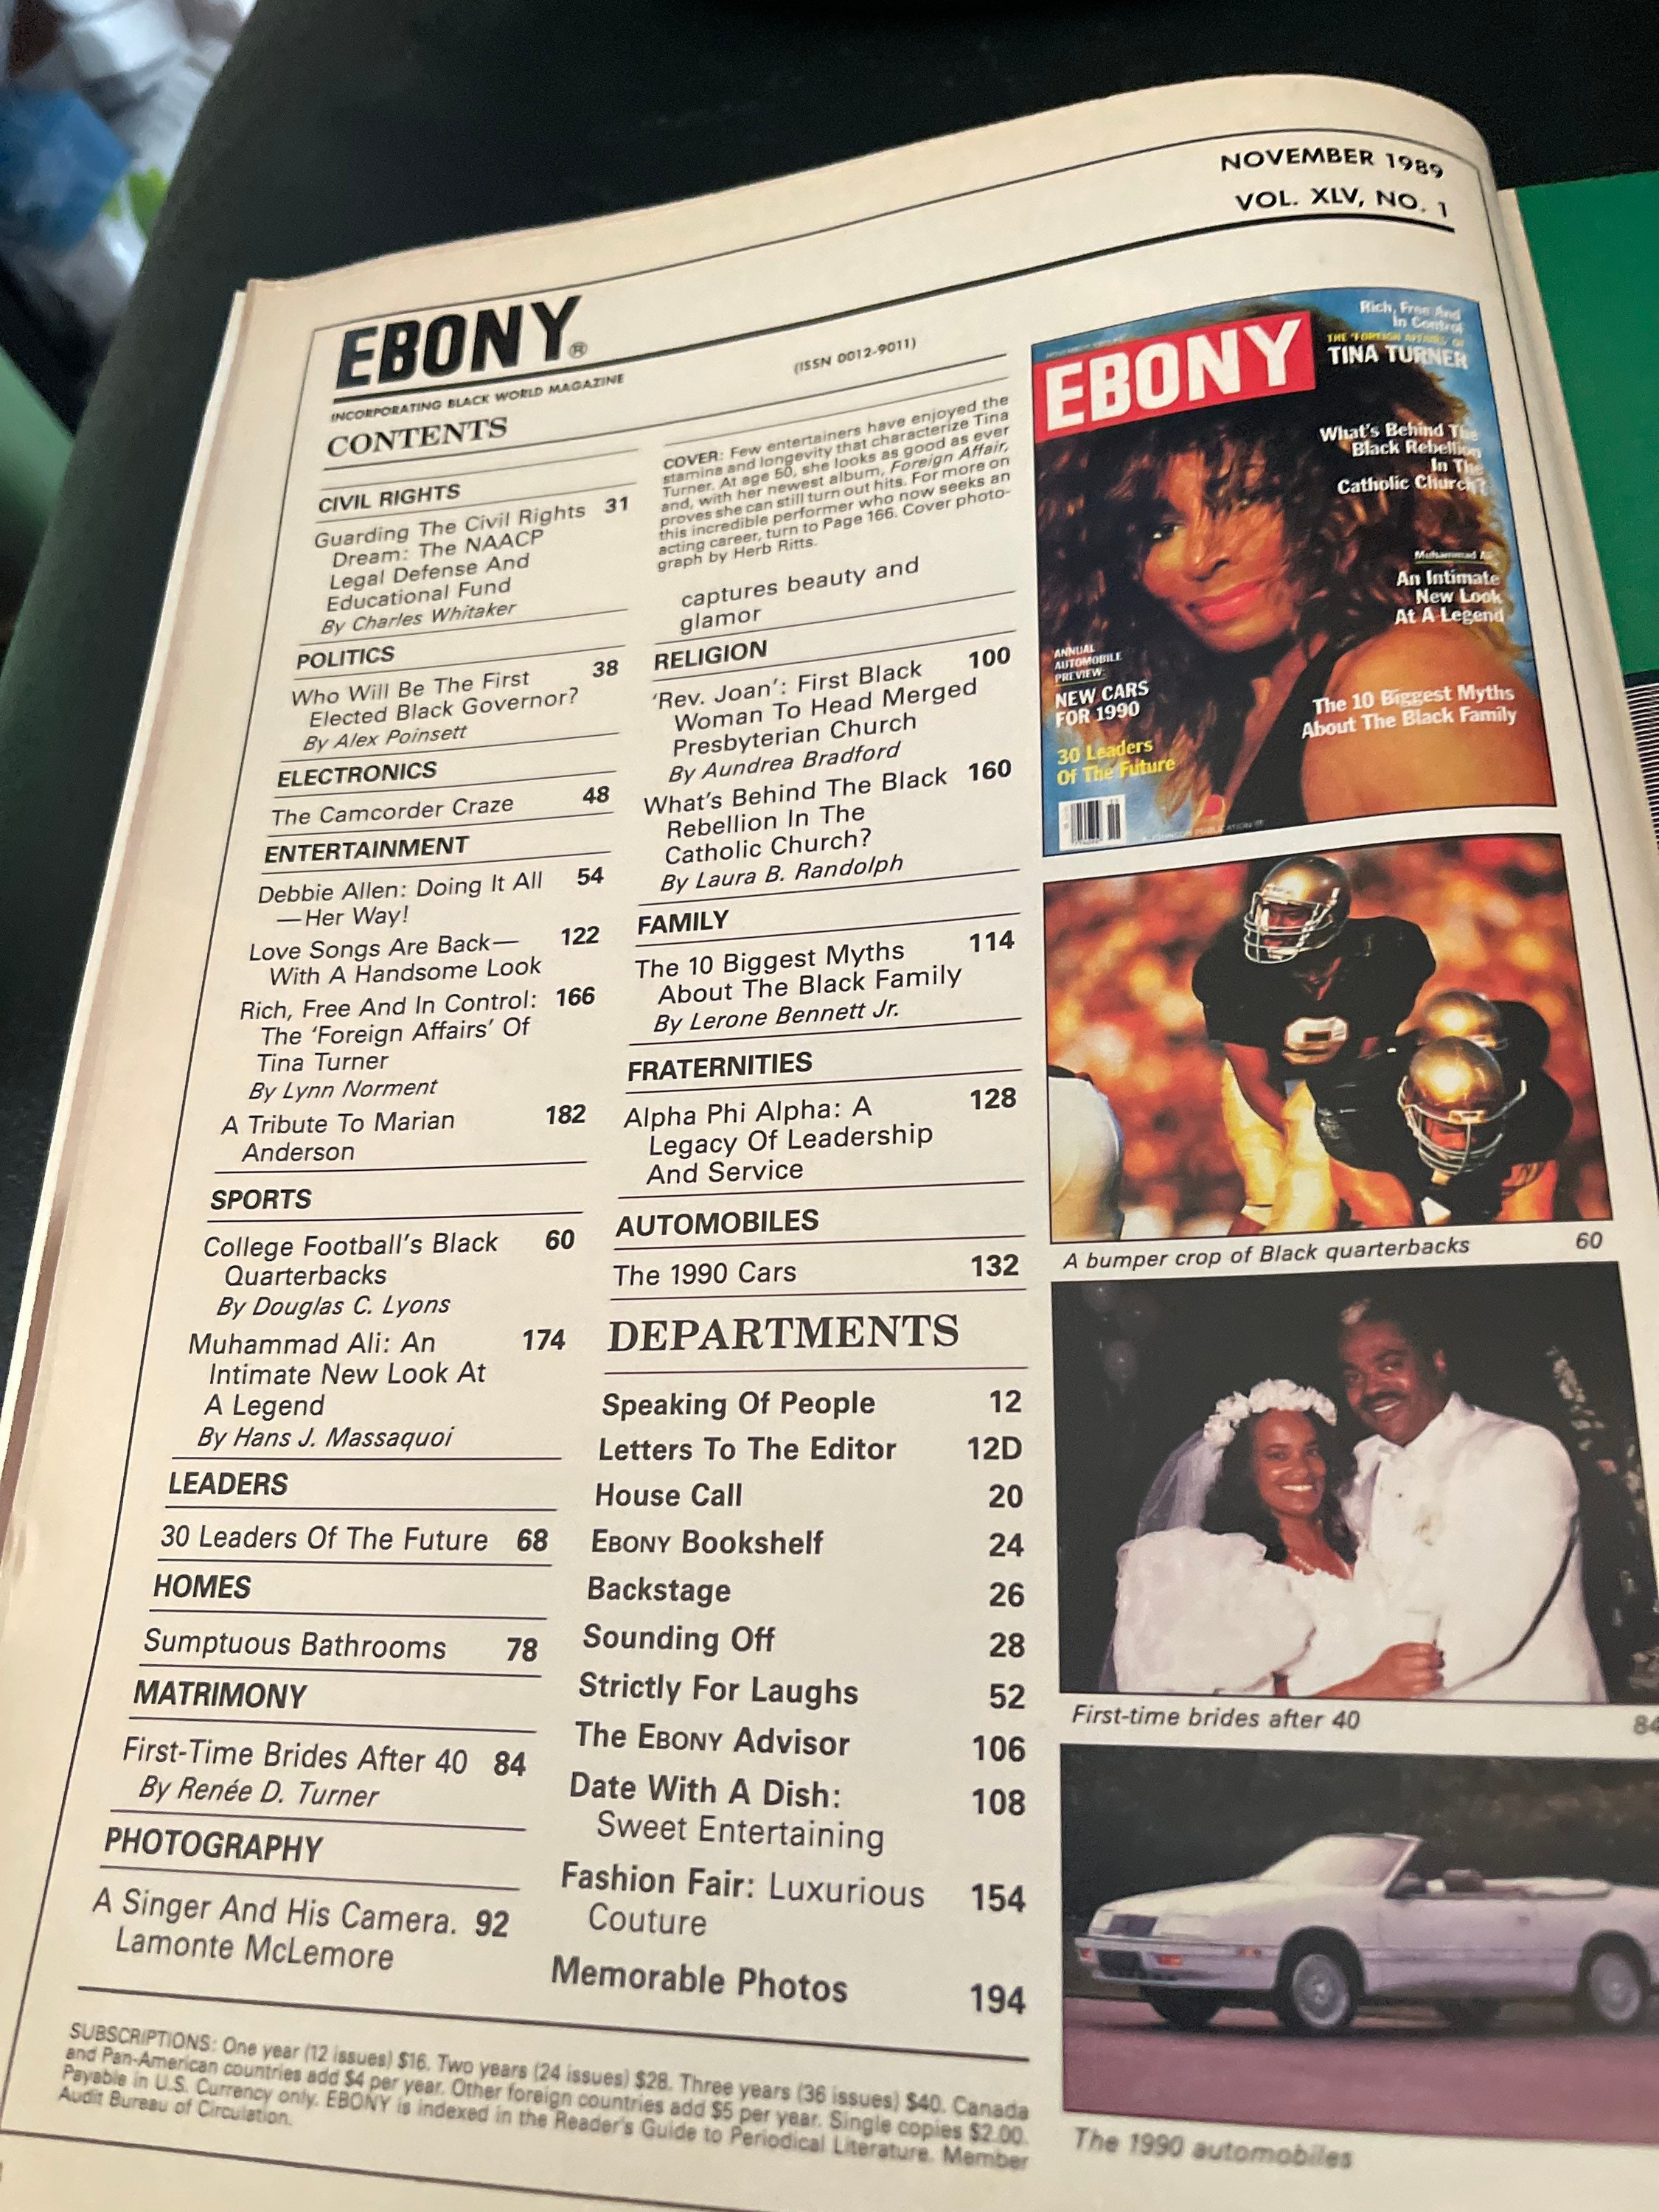 NOVEMBER 1989
VOL. XLV, NO. 1
EBONY®
INCORPORATING BLACK WORLD MAGAZINE
(ISSN 0012-9011)
CONTENTS
CIVIL RIGHTS
Guarding The Civil Rights 31
Dream: The NAACP
Legal Defense And
Educational Fund
By Charles Whitaker
POLITICS
Who Will Be The First 38
Elected Black Governor?
By Alex Poinsett
ELECTRONICS
The Camcorder Craze 48
ENTERTAINMENT
Debbie Allen: Doing It All 54
—Her Way!
Love Songs Are Back— 122
With A Handsome Look
Rich, Free And In Control: 166
The 'Foreign Affairs' Of
Tina Turner
By Lynn Norment
A Tribute To Marian 182
Anderson
SPORTS
College Football's Black 60
Quarterbacks
By Douglas C. Lyons
Muhammad Ali: An 174
Intimate New Look At
A Legend
By Hans J. Massaquoi
LEADERS
30 Leaders Of The Future 68
HOMES
Sumptuous Bathrooms 78
MATRIMONY
First-Time Brides After 40 84
By Renée D. Turner
PHOTOGRAPHY
A Singer And His Camera. 92
Lamonte McLemore
COVER: Few entertainers have enjoyed the
stamina and longevity that characterize Tina
Turner. At age 50, she looks as good as ever
and, with her newest album, Foreign Affair,
proves she can still turn out hits. For more on
this incredible performer who now seeks an
acting career, turn to Page 166. Cover photo-
graph by Herb Ritts.
captures beauty and
glamor
RELIGION
'Rev. Joan': First Black 100
Woman To Head Merged
Presbyterian Church
By Aundrea Bradford
What's Behind The Black 160
Rebellion In The
Catholic Church?
By Laura B. Randolph
FAMILY
The 10 Biggest Myths 114
About The Black Family
By Lerone Bennett Jr.
FRATERNITIES
Alpha Phi Alpha: A 128
Legacy Of Leadership
And Service
AUTOMOBILES
The 1990 Cars 132
DEPARTMENTS
Speaking Of People 12
Letters To The Editor 12D
House Call 20
EBONY Bookshelf 24
Backstage 26
Sounding Off 28
Strictly For Laughs 52
The EBONY Advisor 106
Date With A Dish: 108
Sweet Entertaining
Fashion Fair: Luxurious 154
Couture
Memorable Photos 194
EBONY
Rich, Free And
In Control
THE 'FOREIGN AFFAIRS' OF
TINA TURNER
What's Behind The
Black Rebellion
In The
Catholic Church?
Muhammad Ali
An Intimate
New Look
At A Legend
ANNUAL
AUTOMOBILE
PREVIEW:
NEW CARS
FOR 1990
The 10 Biggest Myths
About The Black Family
30 Leaders
Of The Future
A JOHNSON PUBLICATION
A bumper crop of Black quarterbacks 60
First-time brides after 40 84
The 1990 automobiles
SUBSCRIPTIONS: One year (12 issues) $16. Two years (24 issues) $28. Three years (36 issues) $40. Canada
and Pan-American countries add $4 per year. Other foreign countries add $5 per year. Single copies $2.00.
Payable in U.S. Currency only. EBONY is indexed in the Reader's Guide to Periodical Literature. Member
Audit Bureau of Circulation.